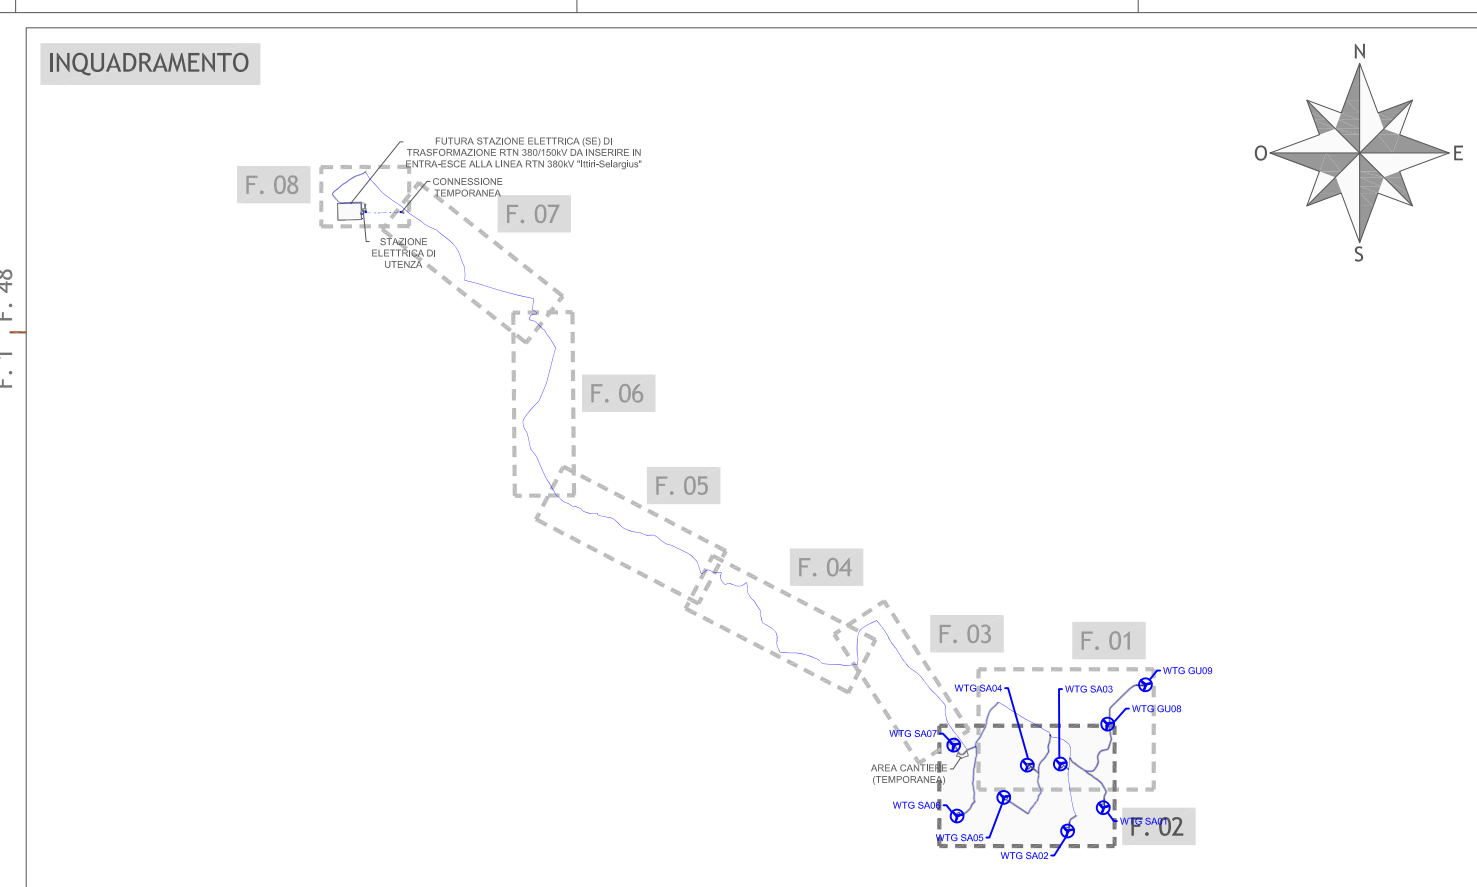 INQUADRAMENTO
N
O
E
S
FUTURA STAZIONE ELETTRICA (SE) DI
TRASFORMAZIONE RTN 380/150kV DA INSERIRE IN
ENTRA-ESCE ALLA LINEA RTN 380kV "Ittiri-Selargius"
F. 08
CONNESSIONE
TEMPORANEA
F. 07
STAZIONE
ELETTRICA DI
UTENZA
F. 48
F. 1
F. 06
F. 05
F. 04
F. 03
F. 01
WTG GU09
WTG SA04
WTG SA03
WTG GU08
WTG SA07
AREA CANTIERE
(TEMPORANEA)
WTG SA06
WTG SA01
F. 02
WTG SA05
WTG SA02